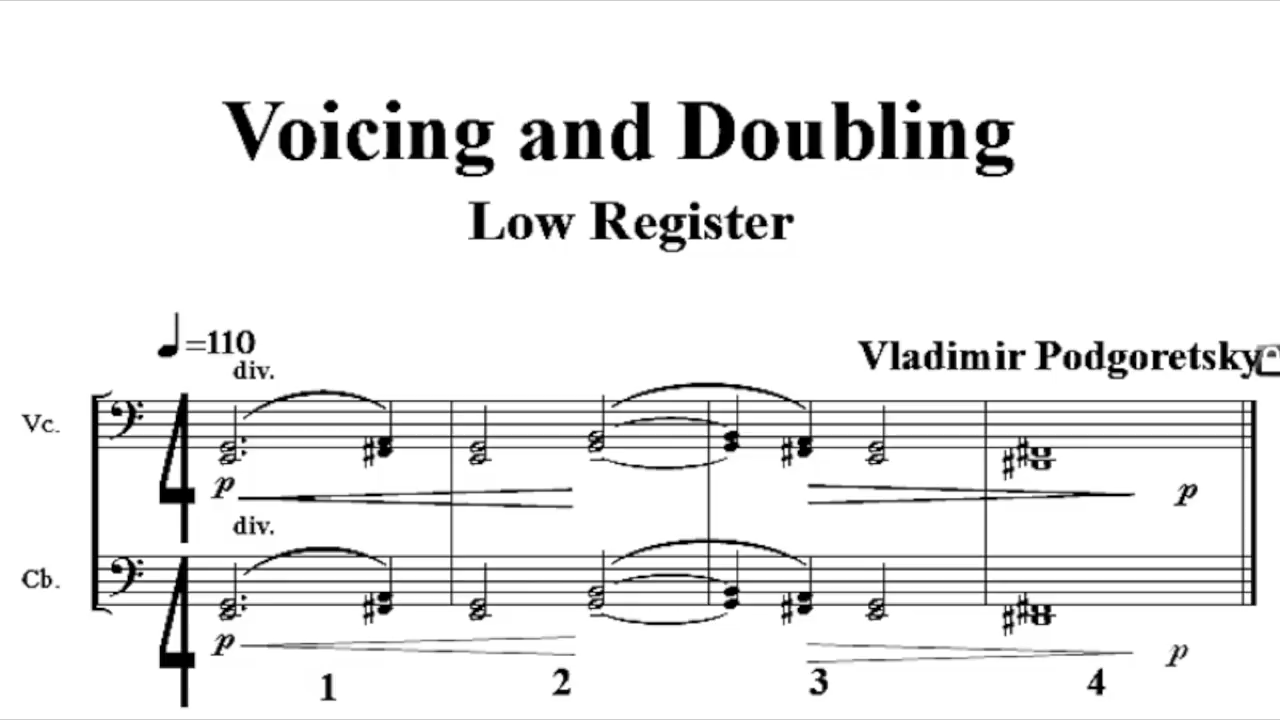 Voicing and Doubling
Low Register
=110
Vladimir Podgoretsky
div.
Vc.
p
p
div.
Cb.
p
p
1 2 3 4